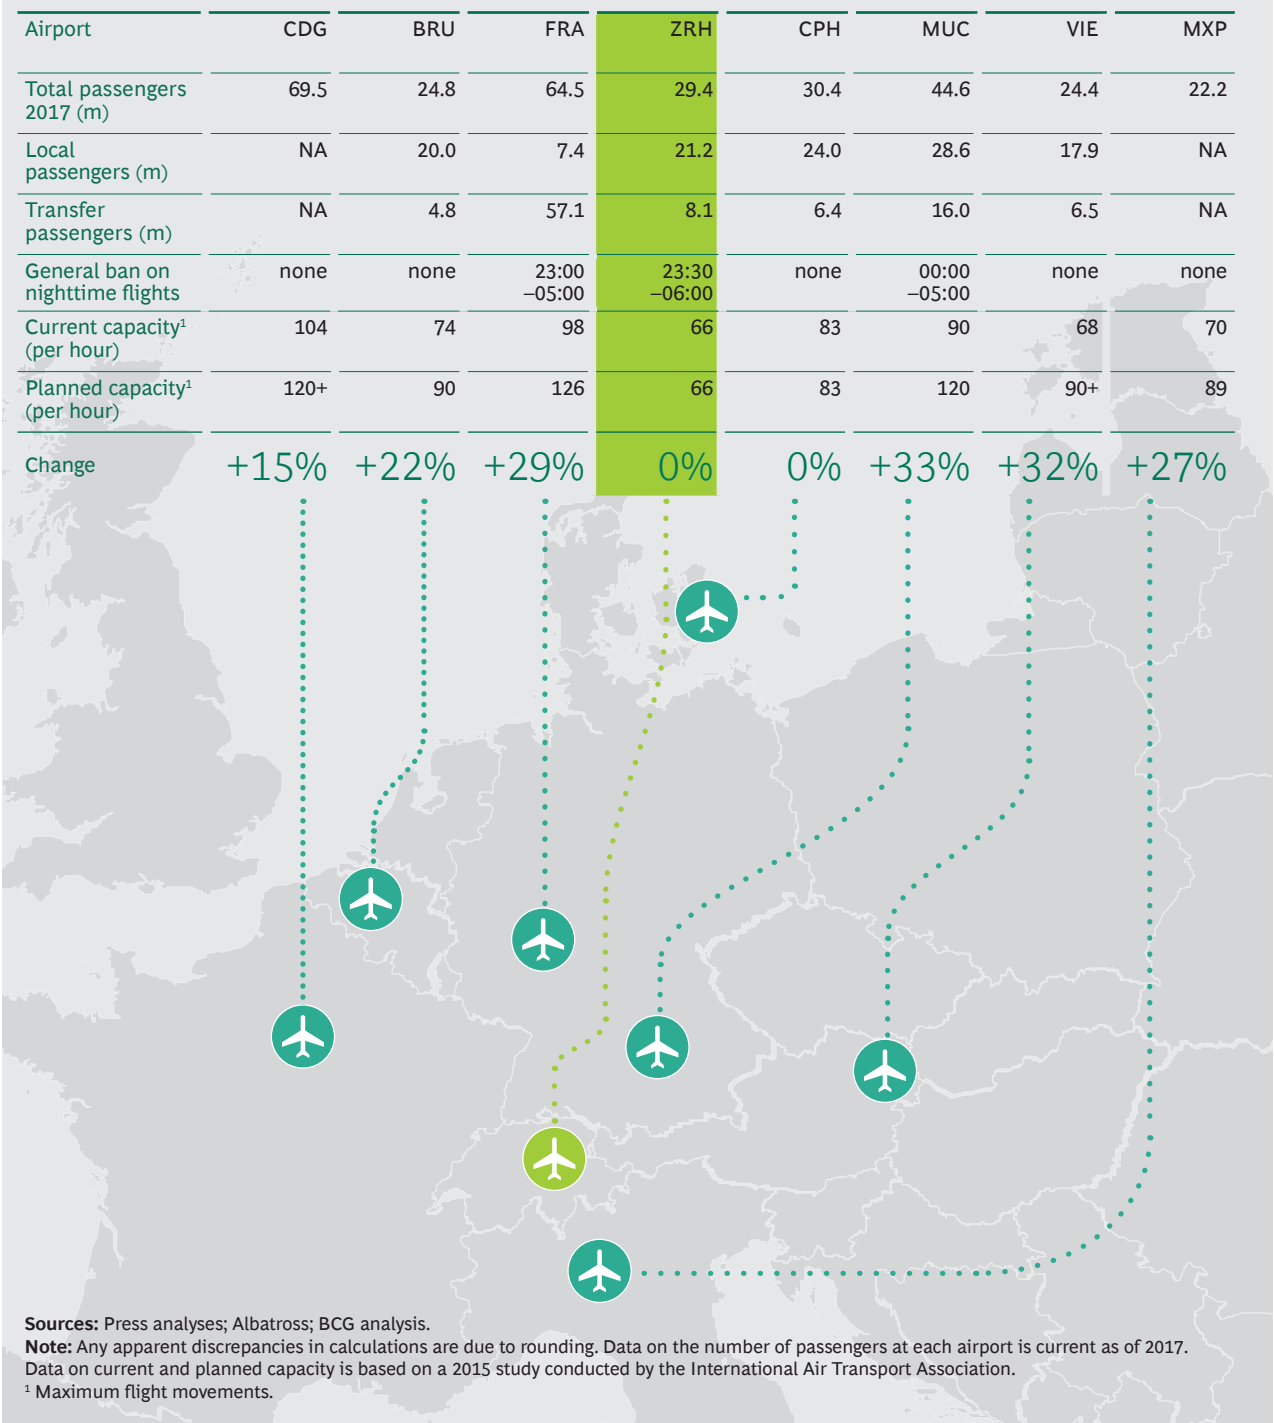 Airport CDG BRU FRA ZRH CPH MUC VIE MXP
Total passengers 69.5 24.8 64.5 29.4 30.4 44.6 24.4 22.2
2017 (m)
Local NA 20.0 7.4 21.2 24.0 28.6 17.9 NA
passengers (m)
Transfer NA 4.8 57.1 8.1 6.4 16.0 6.5 NA
passengers (m)
General ban on none none 23:00 23:30 none 00:00 none none
nighttime flights –05:00 –06:00 –05:00
Current capacity¹ 104 74 98 66 83 90 68 70
(per hour)
Planned capacity¹ 120+ 90 126 66 83 120 90+ 89
(per hour)
Change +15% +22% +29% 0% 0% +33% +32% +27%
Sources: Press analyses; Albatross; BCG analysis.
Note: Any apparent discrepancies in calculations are due to rounding. Data on the number of passengers at each airport is current as of 2017.
Data on current and planned capacity is based on a 2015 study conducted by the International Air Transport Association.
¹ Maximum flight movements.